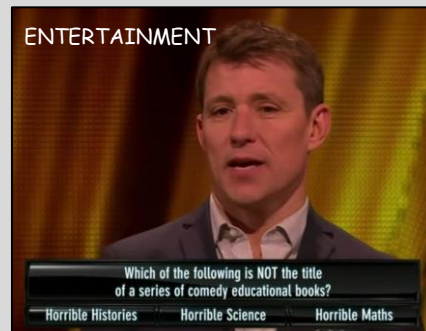 ENTERTAINMENT
Which of the following is NOT the title
of a series of comedy educational books?
Horrible Histories Horrible Science Horrible Maths